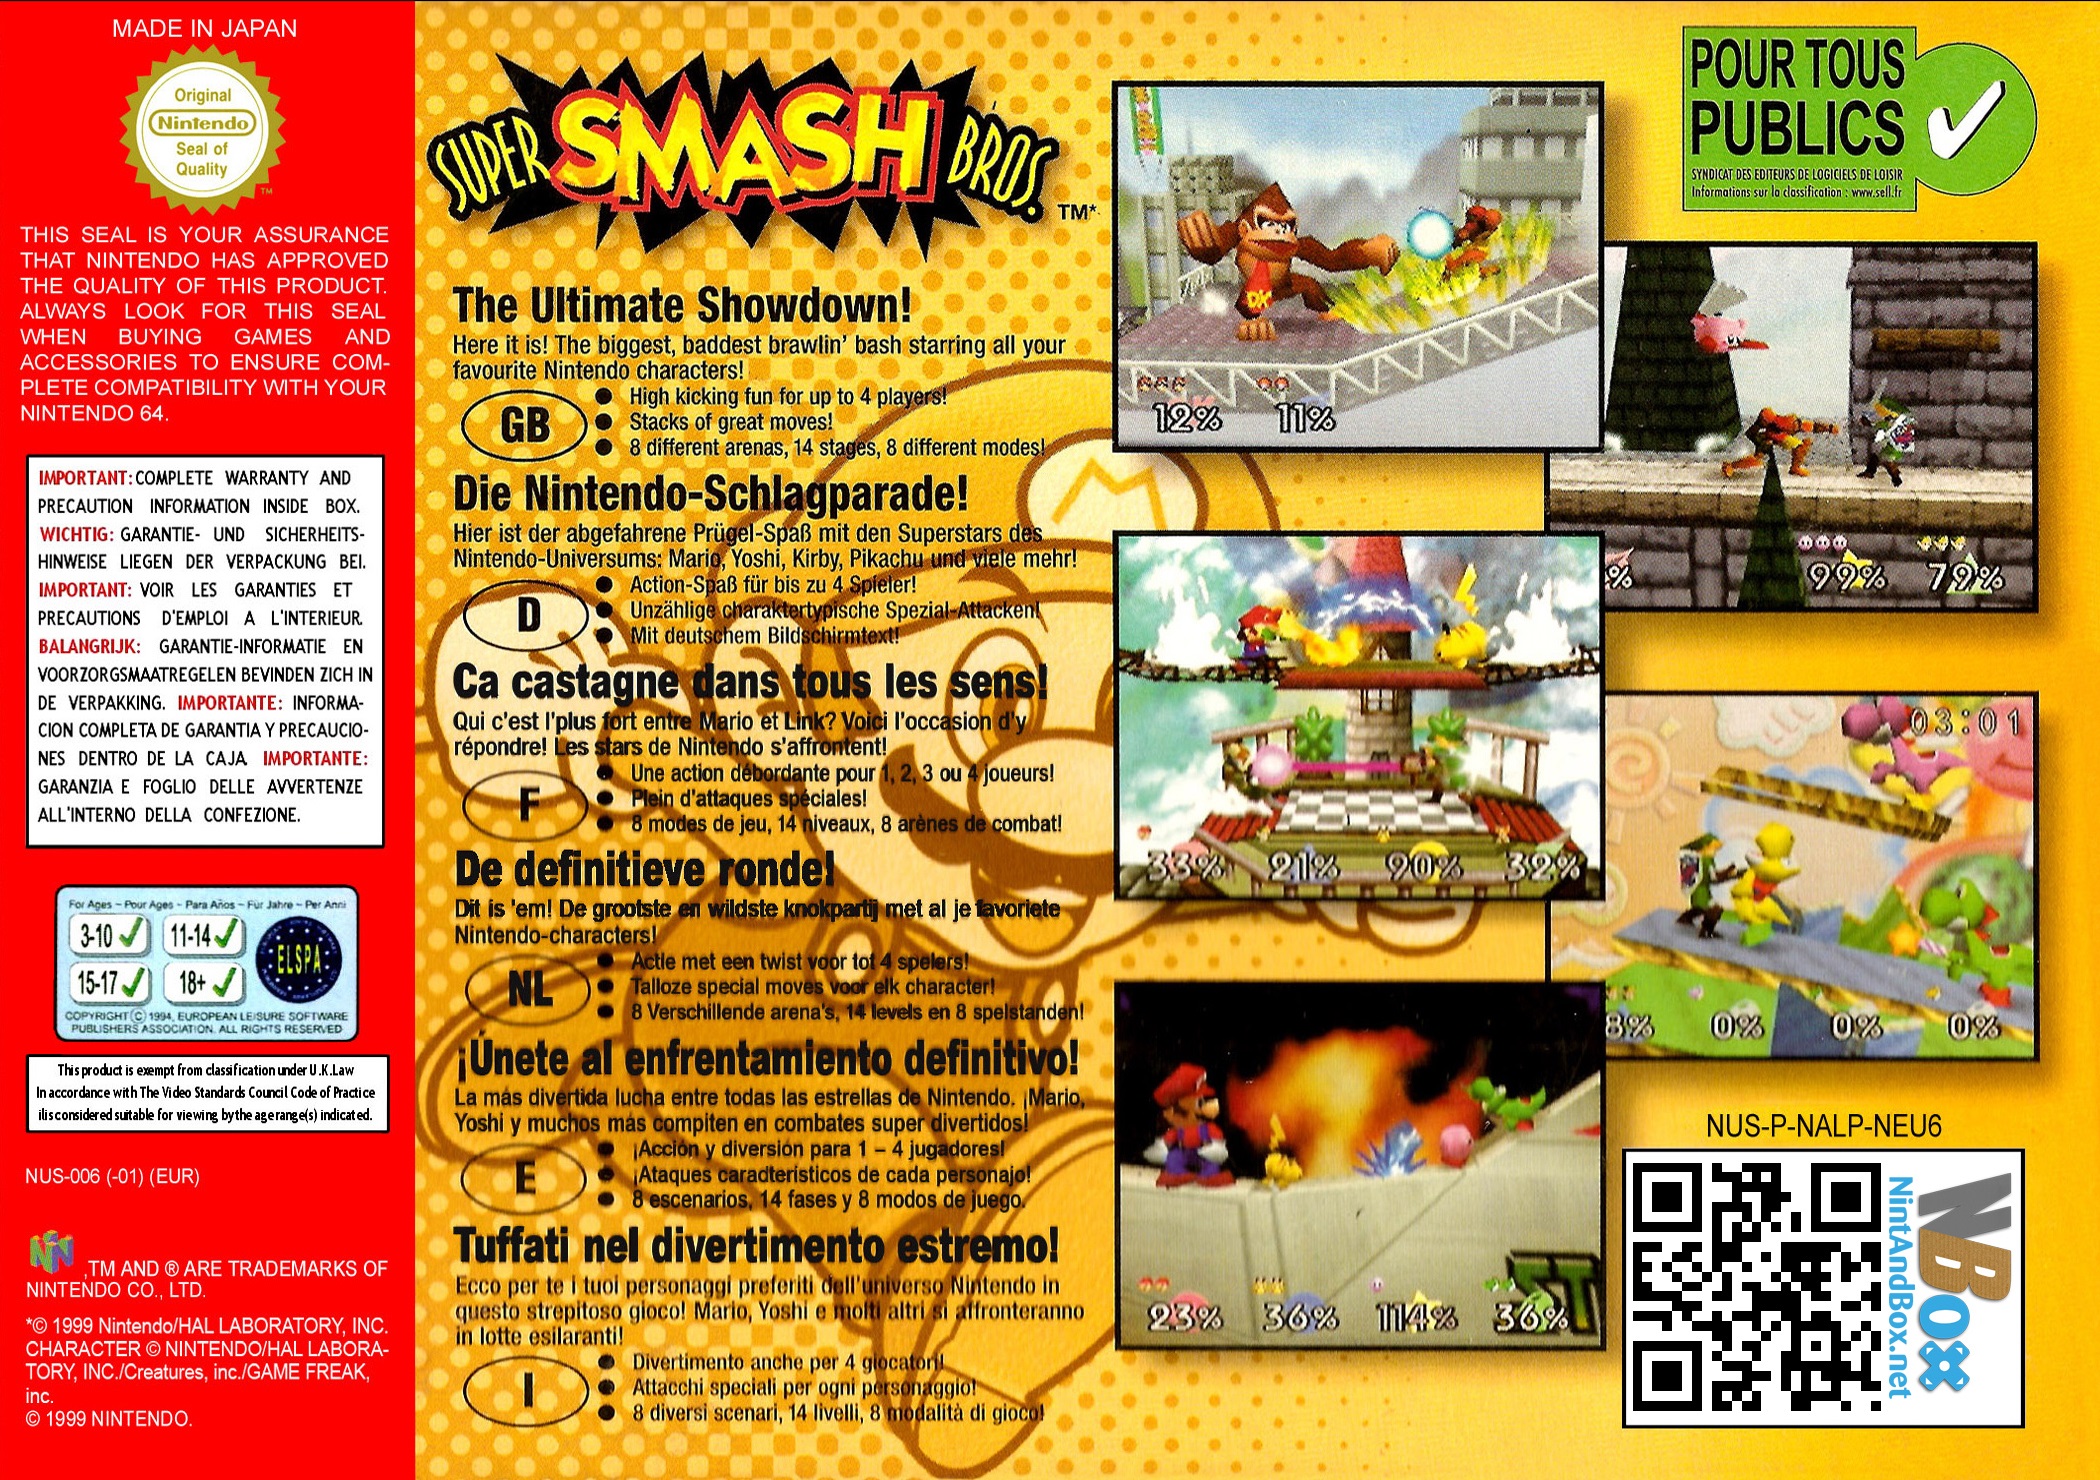 MADE IN JAPAN
Original
Nintendo
Seal of
Quality
TM
THIS SEAL IS YOUR ASSURANCE
THAT NINTENDO HAS APPROVED
THE QUALITY OF THIS PRODUCT.
ALWAYS LOOK FOR THIS SEAL
WHEN BUYING GAMES AND
ACCESSORIES TO ENSURE COM-
PLETE COMPATIBILITY WITH YOUR
NINTENDO 64.
IMPORTANT: COMPLETE WARRANTY AND
PRECAUTION INFORMATION INSIDE BOX.
WICHTIG: GARANTIE- UND SICHERHEITS-
HINWEISE LIEGEN DER VERPACKUNG BEI.
IMPORTANT: VOIR LES GARANTIES ET
PRECAUTIONS D'EMPLOI A L'INTERIEUR.
BALANGRIJK: GARANTIE-INFORMATIE EN
VOORZORGSMAATREGELEN BEVINDEN ZICH IN
DE VERPAKKING. IMPORTANTE: INFORMA-
CION COMPLETA DE GARANTIA Y PRECAUCIO-
NES DENTRO DE LA CAJA IMPORTANTE:
GARANZIA E FOGLIO DELLE AVVERTENZE
ALL'INTERNO DELLA CONFEZIONE.
For Ages – Pour Ages - Para Años - Für Jahre – Per Anni
3-10 11-14
ELSPA
15-17 18+
COPYRIGHT © 1994, EUROPEAN LEISURE SOFTWARE
PUBLISHERS ASSOCIATION. ALL RIGHTS RESERVED
This product is exempt from classification under U.K.Law
In accordance with The Video Standards Council Code of Practice
il is considered suitable for viewing by the age range(s) indicated.
NUS-006 (-01) (EUR)
,TM AND ® ARE TRADEMARKS OF
NINTENDO CO., LTD.
*© 1999 Nintendo/HAL LABORATORY, INC.
CHARACTER © NINTENDO/HAL LABORA-
TORY, INC./Creatures, inc./GAME FREAK,
inc.
© 1999 NINTENDO.
SUPER SMASH BROS.
TM*
The Ultimate Showdown!
Here it is! The biggest, baddest brawlin' bash starring all your
favourite Nintendo characters!
GB
● High kicking fun for up to 4 players!
● Stacks of great moves!
● 8 different arenas, 14 stages, 8 different modes!
Die Nintendo-Schlagparade!
Hier ist der abgefahrene Prügel-Spaß mit den Superstars des
Nintendo-Universums: Mario, Yoshi, Kirby, Pikachu und viele mehr!
D
● Action-Spaß für bis zu 4 Spieler!
● Unzählige charaktertypische Spezial-Attacken!
● Mit deutschem Bildschirmtext!
Ca castagne dans tous les sens!
Qui c'est l'plus fort entre Mario et Link? Voici l'occasion d'y
répondre! Les stars de Nintendo s'affrontent!
F
● Une action débordante pour 1, 2, 3 ou 4 joueurs!
● Plein d'attaques spéciales!
● 8 modes de jeu, 14 niveaux, 8 arènes de combat!
De definitieve ronde!
Dit is 'em! De grootste en wildste knokpartij met al je favoriete
Nintendo-characters!
NL
● Actie met een twist voor tot 4 spelers!
● Talloze special moves voor elk character!
● 8 Verschillende arena's, 14 levels en 8 spelstanden!
¡Únete al enfrentamiento definitivo!
La más divertida lucha entre todas las estrellas de Nintendo. ¡Mario,
Yoshi y muchos más compiten en combates super divertidos!
E
● ¡Acción y diversión para 1 – 4 jugadores!
● ¡Ataques caradterísticos de cada personajo!
● 8 escenarios, 14 fases y 8 modos de juego.
Tuffati nel divertimento estremo!
Ecco per te i tuoi personaggi preferiti dell'universo Nintendo in
questo strepitoso gioco! Mario, Yoshi e molti altri si affronteranno
in lotte esilaranti!
I
● Divertimento anche per 4 giocatori!
● Attacchi speciali per ogni personaggio!
● 8 diversi scenari, 14 livelli, 8 modalità di gioco!
DK
12% 11%
POUR TOUS
PUBLICS
SYNDICAT DES EDITEURS DE LOGICIELS DE LOISIR
Informations sur la classification : www.sell.fr
% 99% 79%
M
33% 21% 90% 32%
03:01
8% 0% 0% 0%
23% 36% 114% 36%
NUS-P-NALP-NEU6
NintAndBox.net
NBox